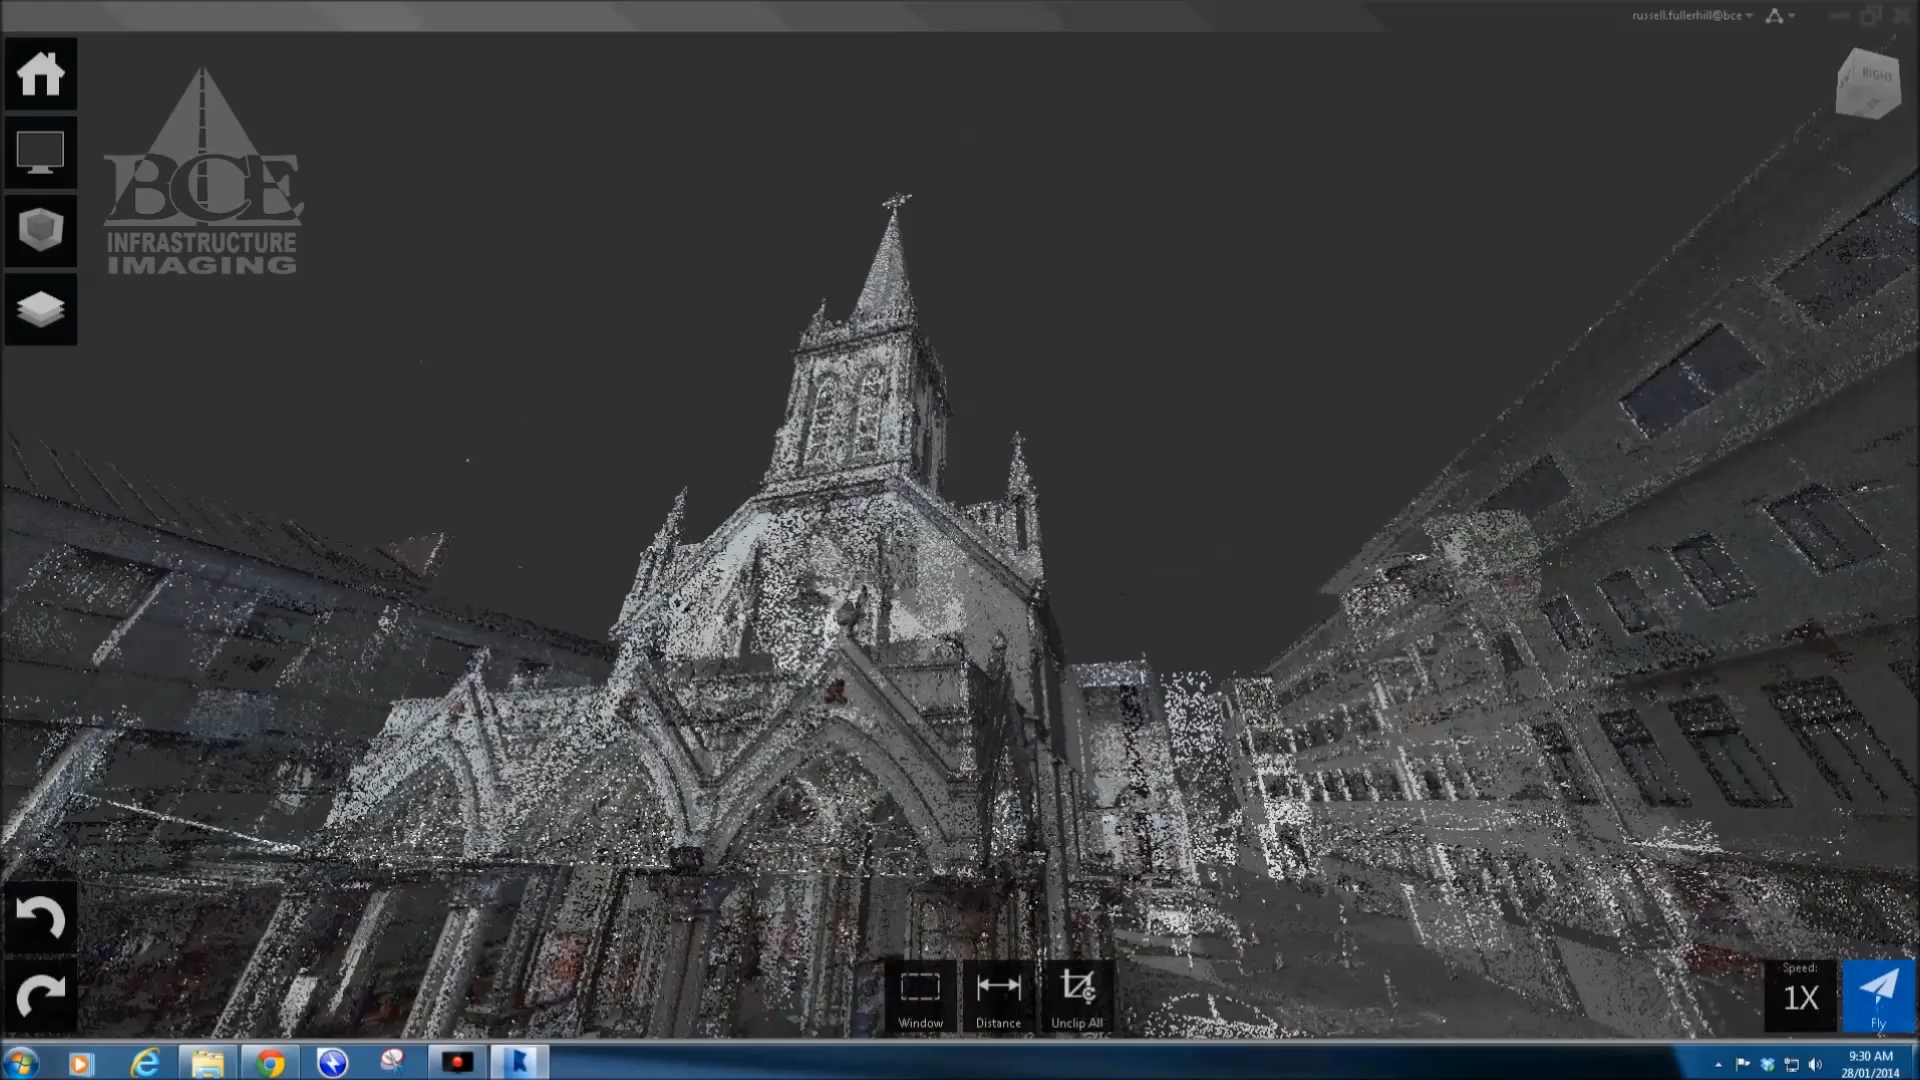 russell.fullerhill@bce
RIGHT
BCE
INFRASTRUCTURE
IMAGING
Window
Distance
Unclip All
Speed:
1X
Fly
9:30 AM
28/01/2014